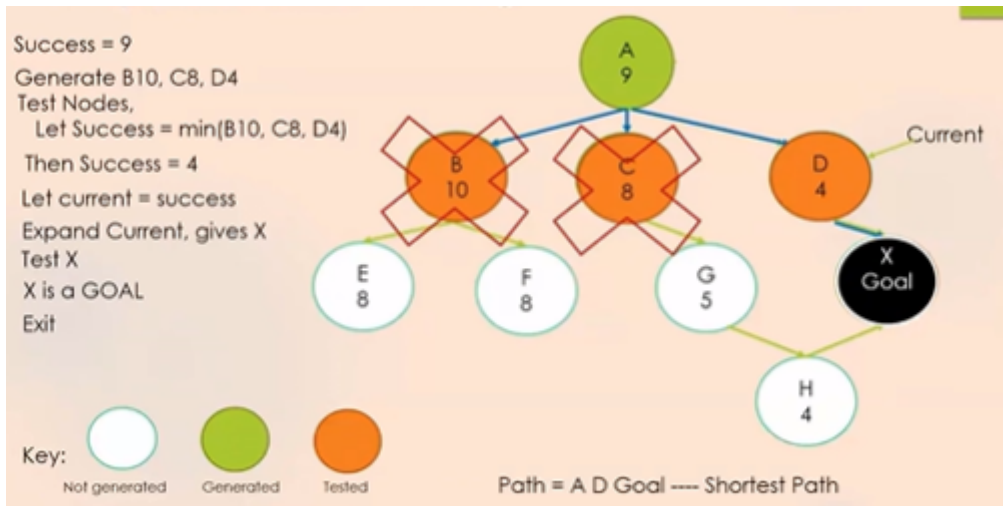 Success = 9
Generate B10, C8, D4
Test Nodes,
Let Success = min(B10, C8, D4)
Then Success = 4
Let current = success
Expand Current, gives X
Test X
X is a GOAL
Exit
A
9
Current
B
10
C
8
D
4
E
8
F
8
G
5
X
Goal
H
4
Key:
Not generated
Generated
Tested
Path = A D Goal ---- Shortest Path